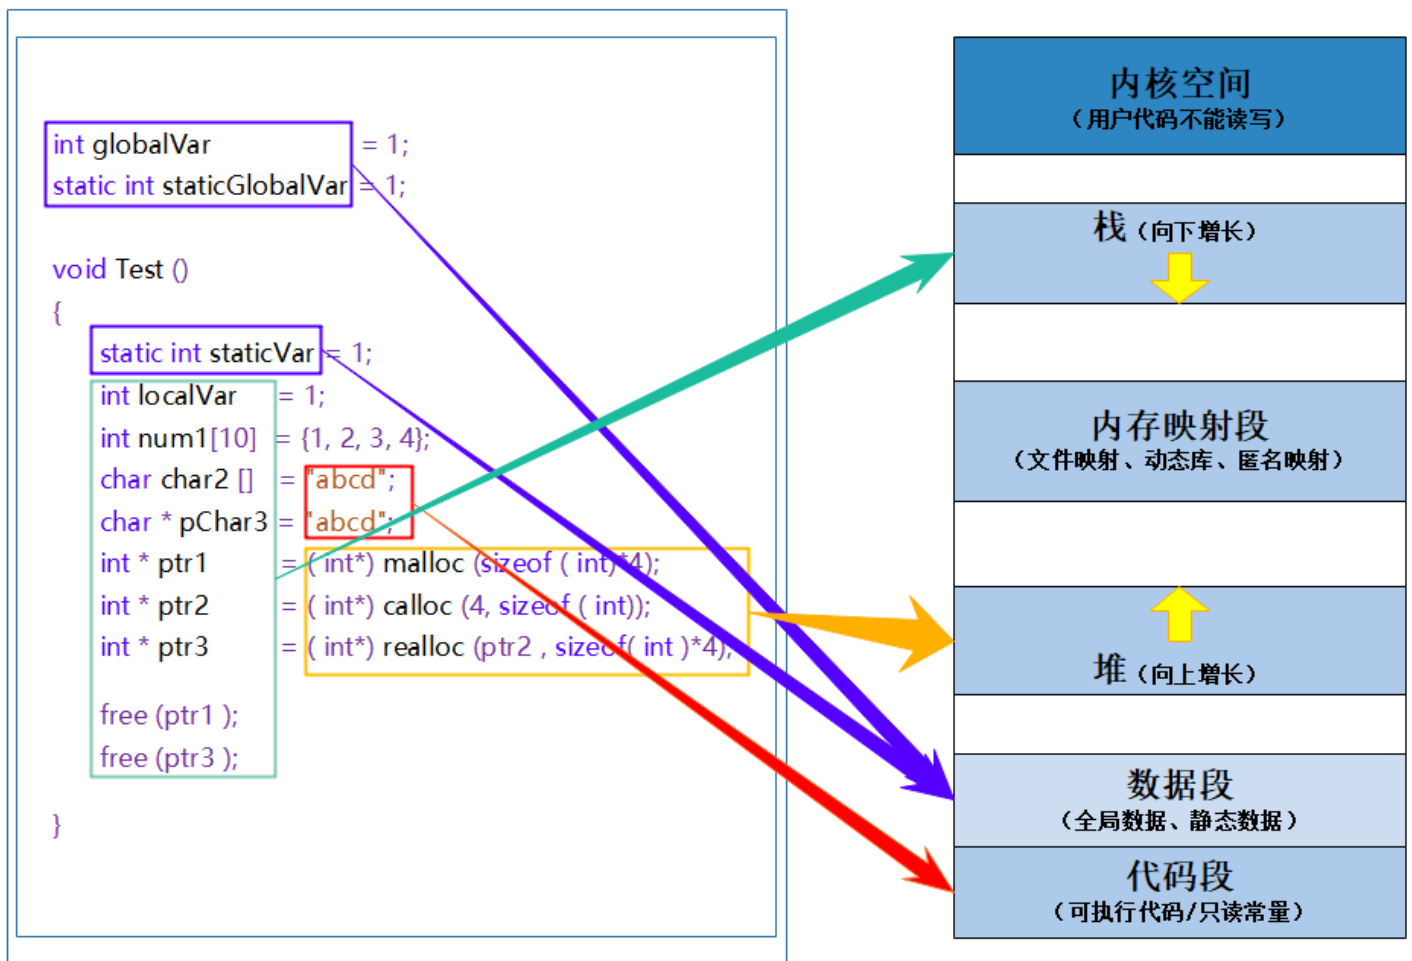 int globalVar = 1;
static int staticGlobalVar = 1;
void Test ()
{
static int staticVar = 1;
int localVar = 1;
int num1[10] = {1, 2, 3, 4};
char char2 [] = "abcd";
char * pChar3 = "abcd";
int * ptr1 = ( int*) malloc (sizeof ( int)*4);
int * ptr2 = ( int*) calloc (4, sizeof ( int));
int * ptr3 = ( int*) realloc (ptr2 , sizeof( int )*4);
free (ptr1 );
free (ptr3 );
}
内核空间
（用户代码不能读写）
栈（向下增长）
内存映射段
（文件映射、动态库、匿名映射）
堆（向上增长）
数据段
（全局数据、静态数据）
代码段
（可执行代码/只读常量）